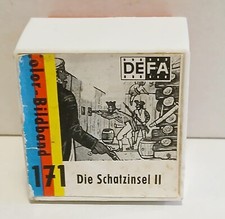 DEFA
Color-Bildband
171
Die Schatzinsel II